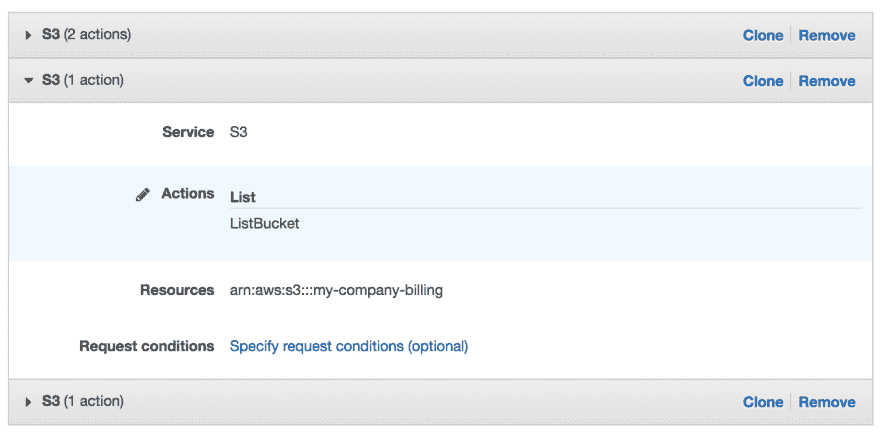 S3 (2 actions) Clone Remove
S3 (1 action) Clone Remove
Service S3
Actions List
ListBucket
Resources arn:aws:s3:::my-company-billing
Request conditions Specify request conditions (optional)
S3 (1 action) Clone Remove